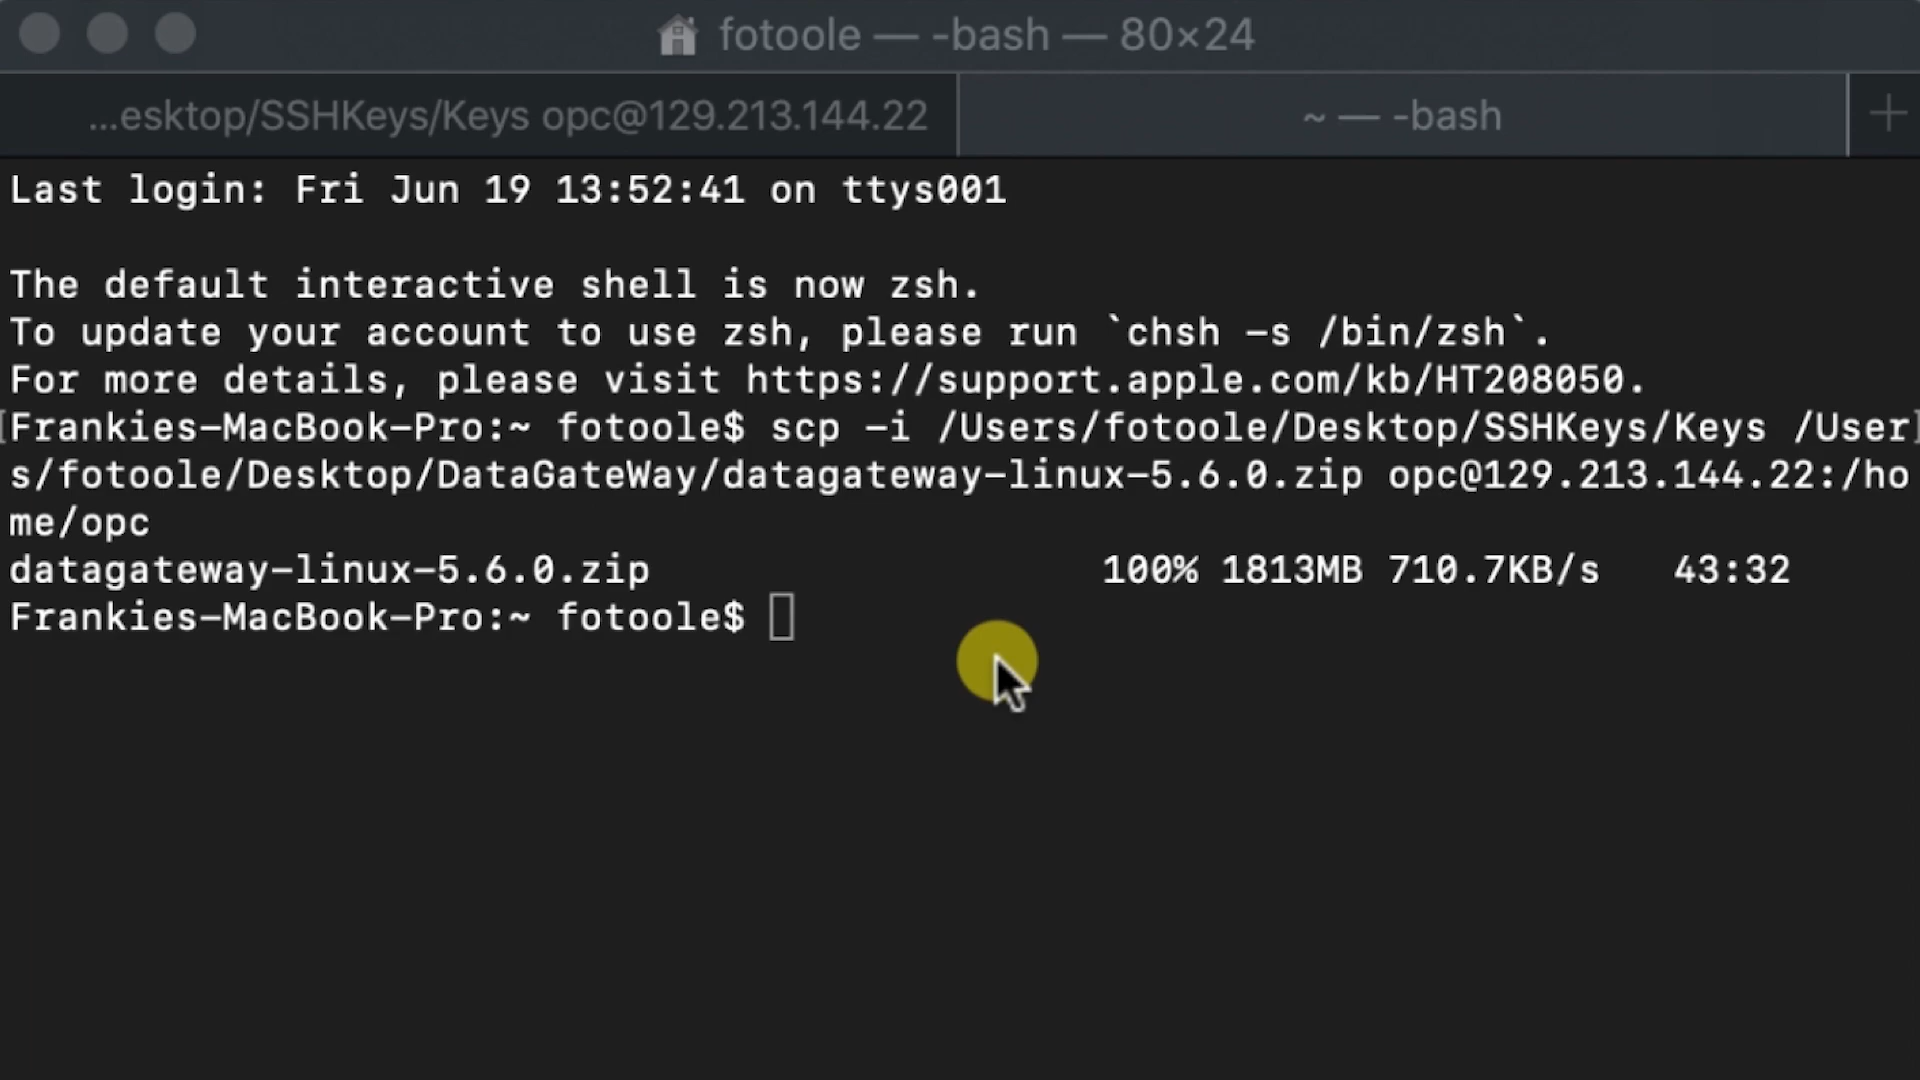 fotoole — -bash — 80×24
...esktop/SSHKeys/Keys opc@129.213.144.22
~ — -bash
+
Last login: Fri Jun 19 13:52:41 on ttys001
The default interactive shell is now zsh.
To update your account to use zsh, please run `chsh -s /bin/zsh`.
For more details, please visit https://support.apple.com/kb/HT208050.
[Frankies-MacBook-Pro:~ fotoole$ scp -i /Users/fotoole/Desktop/SSHKeys/Keys /User]
s/fotoole/Desktop/DataGateWay/datagateway-linux-5.6.0.zip opc@129.213.144.22:/ho
me/opc
datagateway-linux-5.6.0.zip 100% 1813MB 710.7KB/s 43:32
Frankies-MacBook-Pro:~ fotoole$